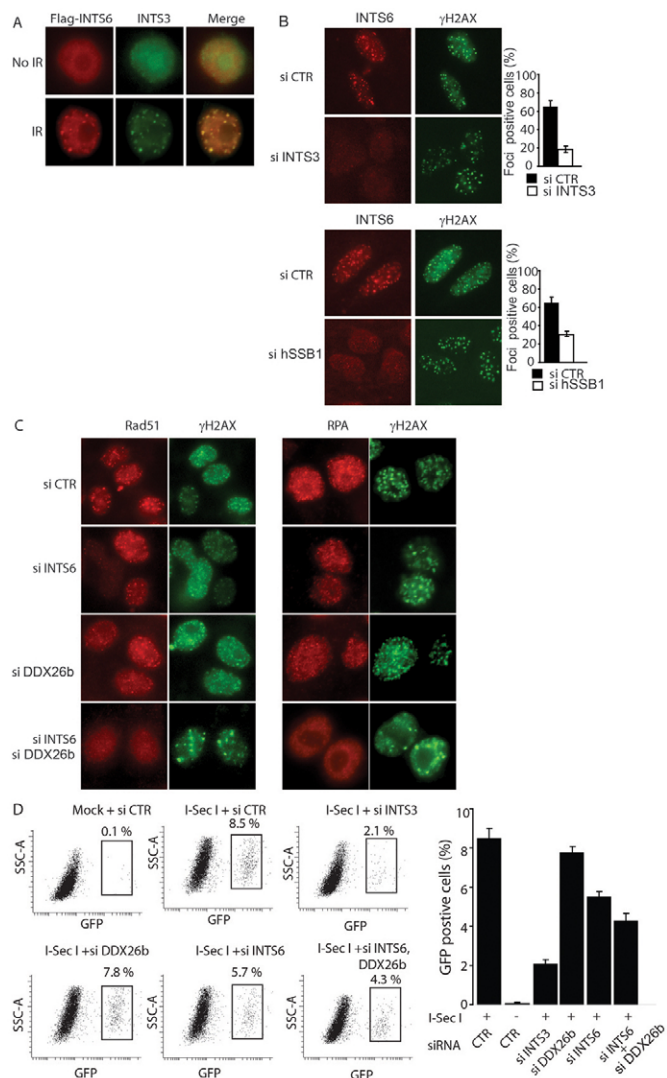 A
Flag-INTS6 INTS3 Merge
No IR
IR
B
INTS6 γH2AX
si CTR
si INTS3
Foci positive cells (%)
100
80
60
40
20
0
si CTR
si INTS3
INTS6 γH2AX
si CTR
si hSSB1
Foci positive cells (%)
100
80
60
40
20
0
si CTR
si hSSB1
C
Rad51 γH2AX RPA γH2AX
si CTR
si INTS6
si DDX26b
si INTS6
si DDX26b
D
Mock + si CTR
0.1 %
SSC-A
GFP
I-Sec I + si CTR
8.5 %
SSC-A
GFP
I-Sec I + si INTS3
2.1 %
SSC-A
GFP
I-Sec I +si DDX26b
7.8 %
SSC-A
GFP
I-Sec I +si INTS6
5.7 %
SSC-A
GFP
I-Sec I +si INTS6,
DDX26b
4.3 %
SSC-A
GFP
GFP postive cells (%)
10
8
6
4
2
0
I-Sec I + - + + + +
siRNA CTR CTR si INTS3 si DDX26b si INTS6 si INTS6 + si DDX26b